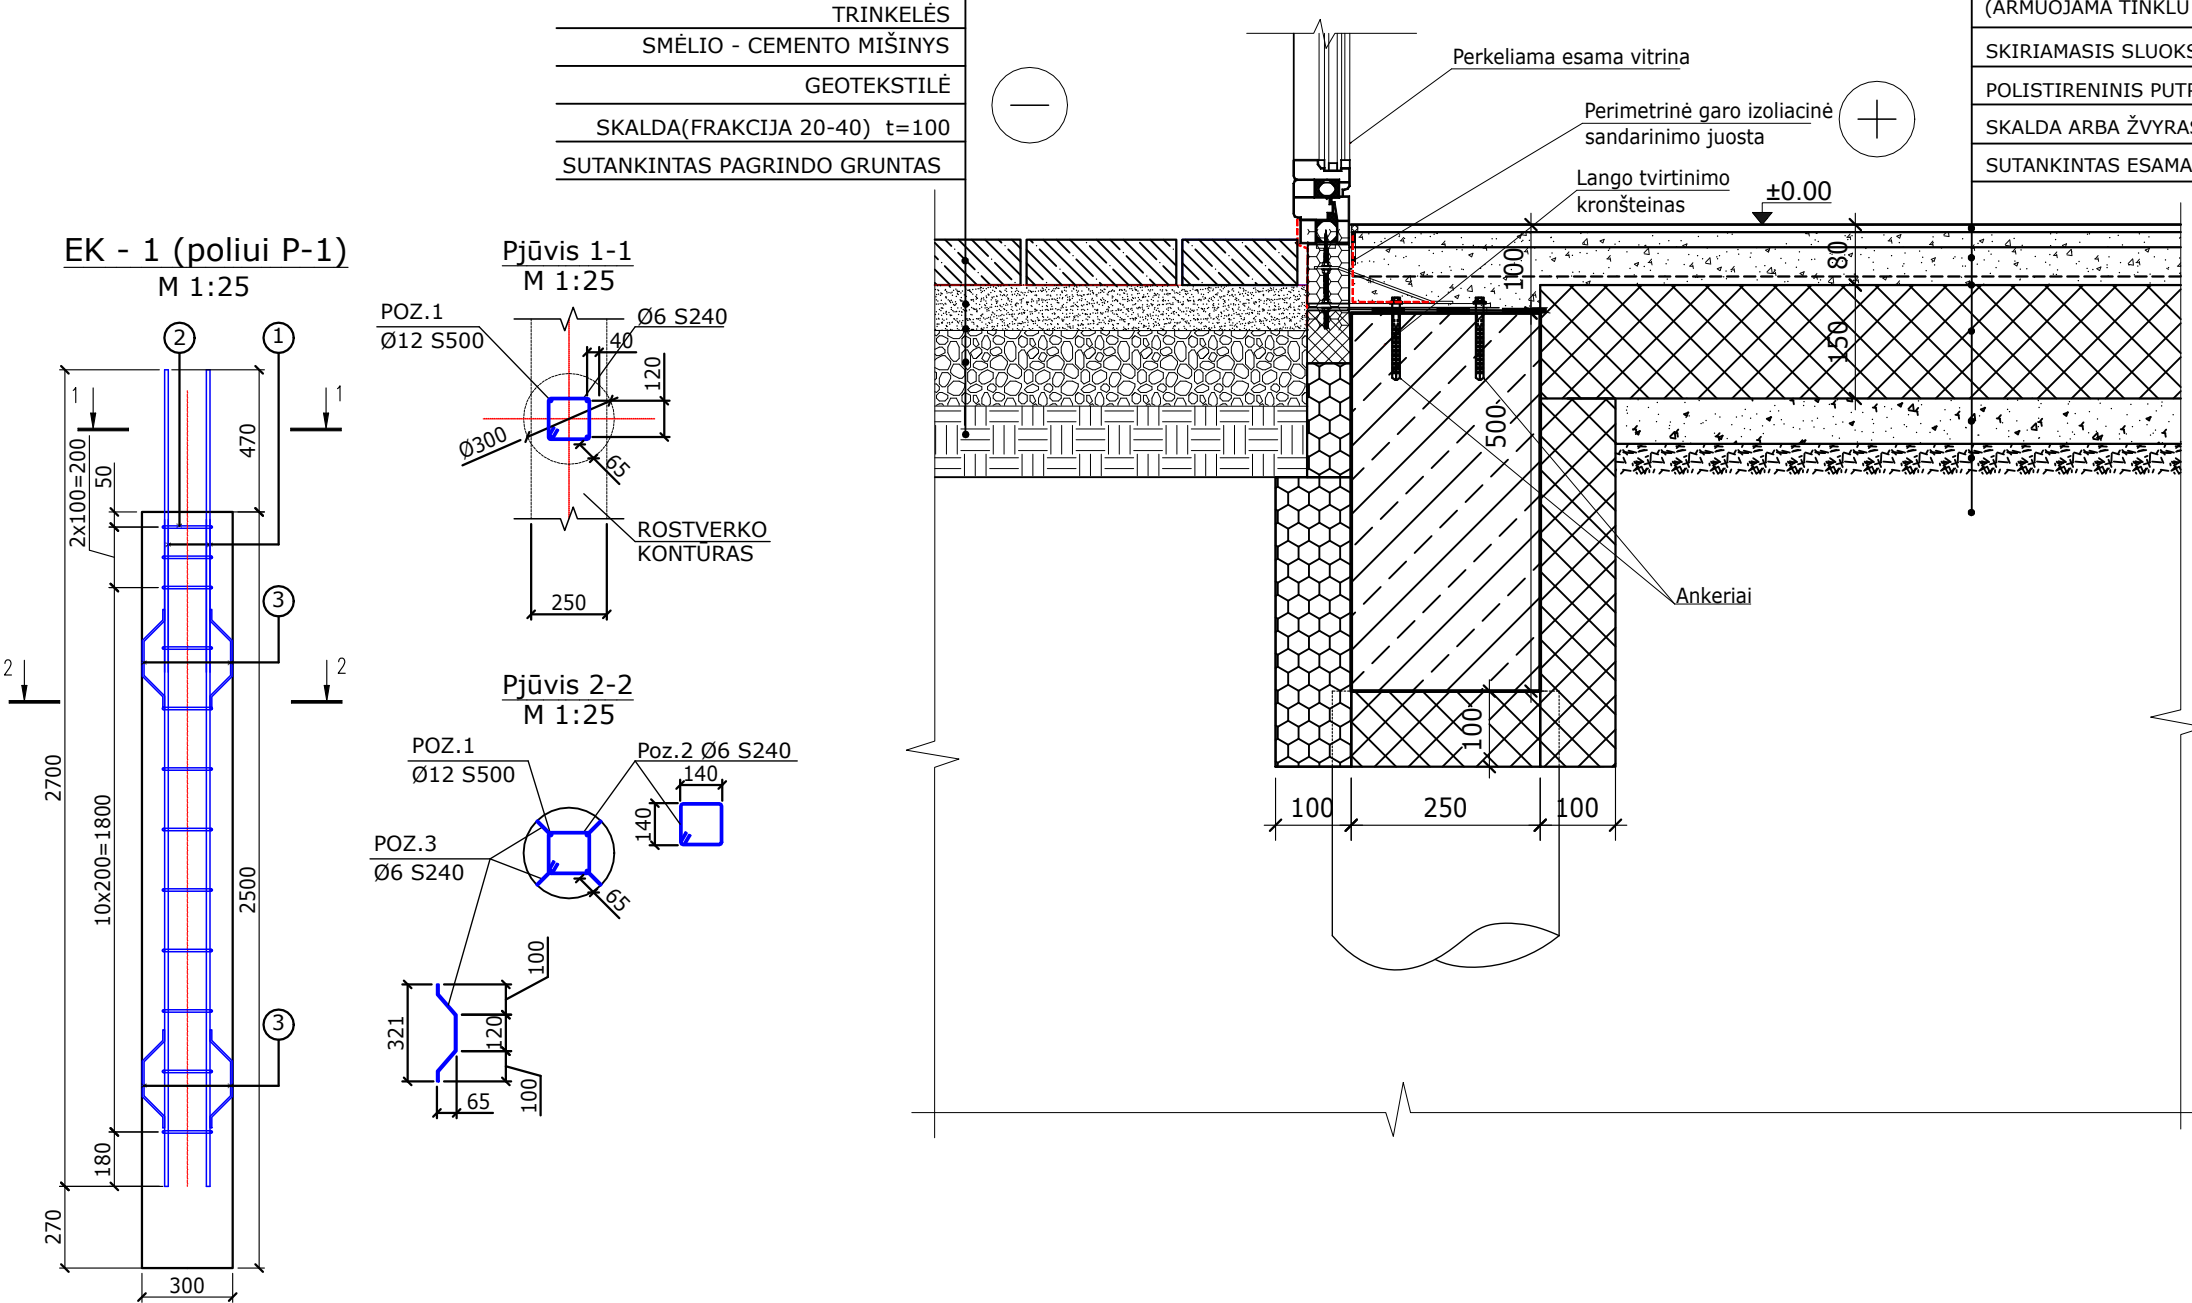 TRINKELĖS
SMĖLIO - CEMENTO MIŠINYS
GEOTEKSTILĖ
SKALDA(FRAKCIJA 20-40) t=100
SUTANKINTAS PAGRINDO GRUNTAS
(ARMUOJAMA TINKLU
SKIRIAMASIS SLUOKS
POLISTIRENINIS PUTP
SKALDA ARBA ŽVYRAS
SUTANKINTAS ESAMA
Perkeliama esama vitrina
Perimetrinė garo izoliacinė
sandarinimo juosta
Lango tvirtinimo
kronšteinas
±0.00
100
80
150
500
100
Ankeriai
100
250
100
EK - 1 (poliui P-1)
M 1:25
2
1
1
1
470
2x100=200
50
3
2
2
2700
10x200=1800
2500
3
180
270
300
Pjūvis 1-1
M 1:25
POZ.1
Ø12 S500
Ø6 S240
40
120
Ø300
65
ROSTVERKO
KONTŪRAS
250
Pjūvis 2-2
M 1:25
POZ.1
Ø12 S500
Poz.2 Ø6 S240
140
140
POZ.3
Ø6 S240
65
100
321
120
100
65